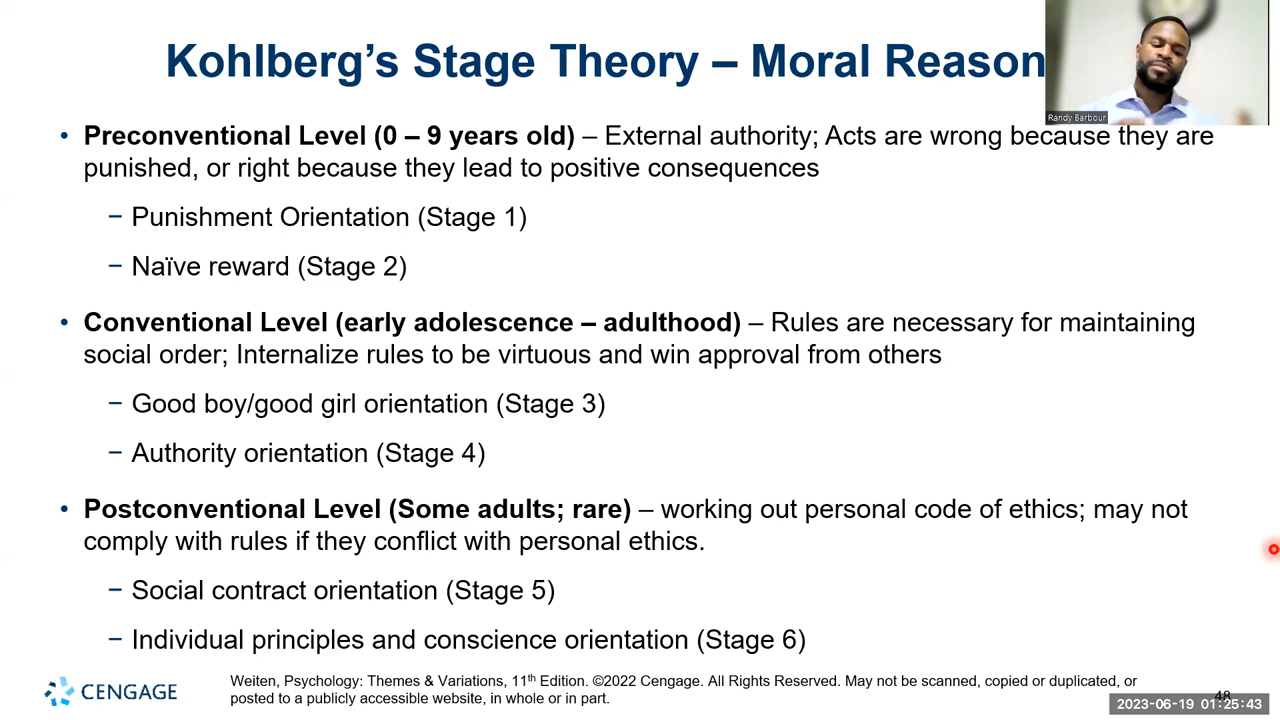 Kohlberg’s Stage Theory – Moral Reason
Randy Barbour
• Preconventional Level (0 – 9 years old) – External authority; Acts are wrong because they are
punished, or right because they lead to positive consequences
− Punishment Orientation (Stage 1)
− Naïve reward (Stage 2)
• Conventional Level (early adolescence – adulthood) – Rules are necessary for maintaining
social order; Internalize rules to be virtuous and win approval from others
− Good boy/good girl orientation (Stage 3)
− Authority orientation (Stage 4)
• Postconventional Level (Some adults; rare) – working out personal code of ethics; may not
comply with rules if they conflict with personal ethics.
− Social contract orientation (Stage 5)
− Individual principles and conscience orientation (Stage 6)
CENGAGE
Weiten, Psychology: Themes & Variations, 11th Edition. ©2022 Cengage. All Rights Reserved. May not be scanned, copied or duplicated, or
posted to a publicly accessible website, in whole or in part.
48
2023-06-19 01:25:43